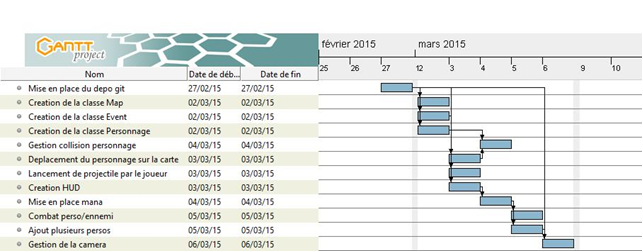 GANTT
project
février 2015 mars 2015
25 26 27 12 3 4 5 6 9 10
Nom Date de déb... Date de fin
Mise en place du depo git 27/02/15 27/02/15
Creation de la classe Map 02/03/15 02/03/15
Creation de la classe Event 02/03/15 02/03/15
Creation de la classe Personnage 02/03/15 02/03/15
Gestion collision personnage 04/03/15 04/03/15
Deplacement du personnage sur la carte 03/03/15 03/03/15
Lancement de projectile par le joueur 03/03/15 03/03/15
Creation HUD 03/03/15 03/03/15
Mise en place mana 04/03/15 04/03/15
Combat perso/ennemi 05/03/15 05/03/15
Ajout plusieurs persos 05/03/15 05/03/15
Gestion de la camera 06/03/15 06/03/15